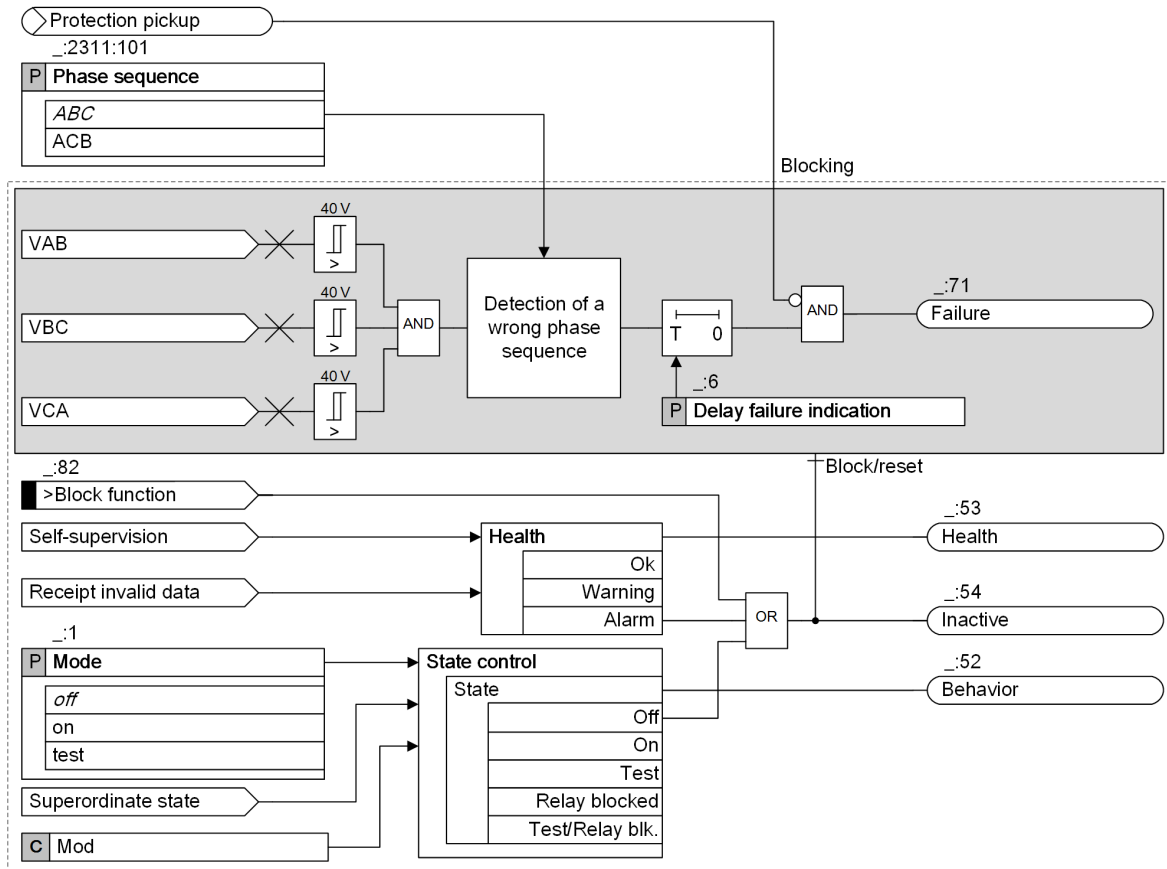 Protection pickup
_:2311:101
P Phase sequence
ABC
ACB
Blocking
40 V
VAB
>
40 V
VBC
>
40 V
VCA
>
AND
Detection of a
wrong phase
sequence
T 0
_:6
P Delay failure indication
AND
_:71
Failure
Block/reset
_:82
>Block function
Self-supervision
Receipt invalid data
Health
Ok
Warning
Alarm
_:53
Health
OR
_:54
Inactive
_:1
P Mode
off
on
test
Superordinate state
C Mod
State control
State
Off
On
Test
Relay blocked
Test/Relay blk.
_:52
Behavior